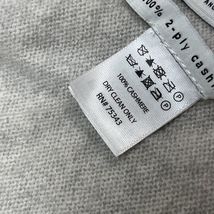 100% 2-ply cash
P
P
100% CASHMERE
DRY CLEAN ONLY
RN# 75343